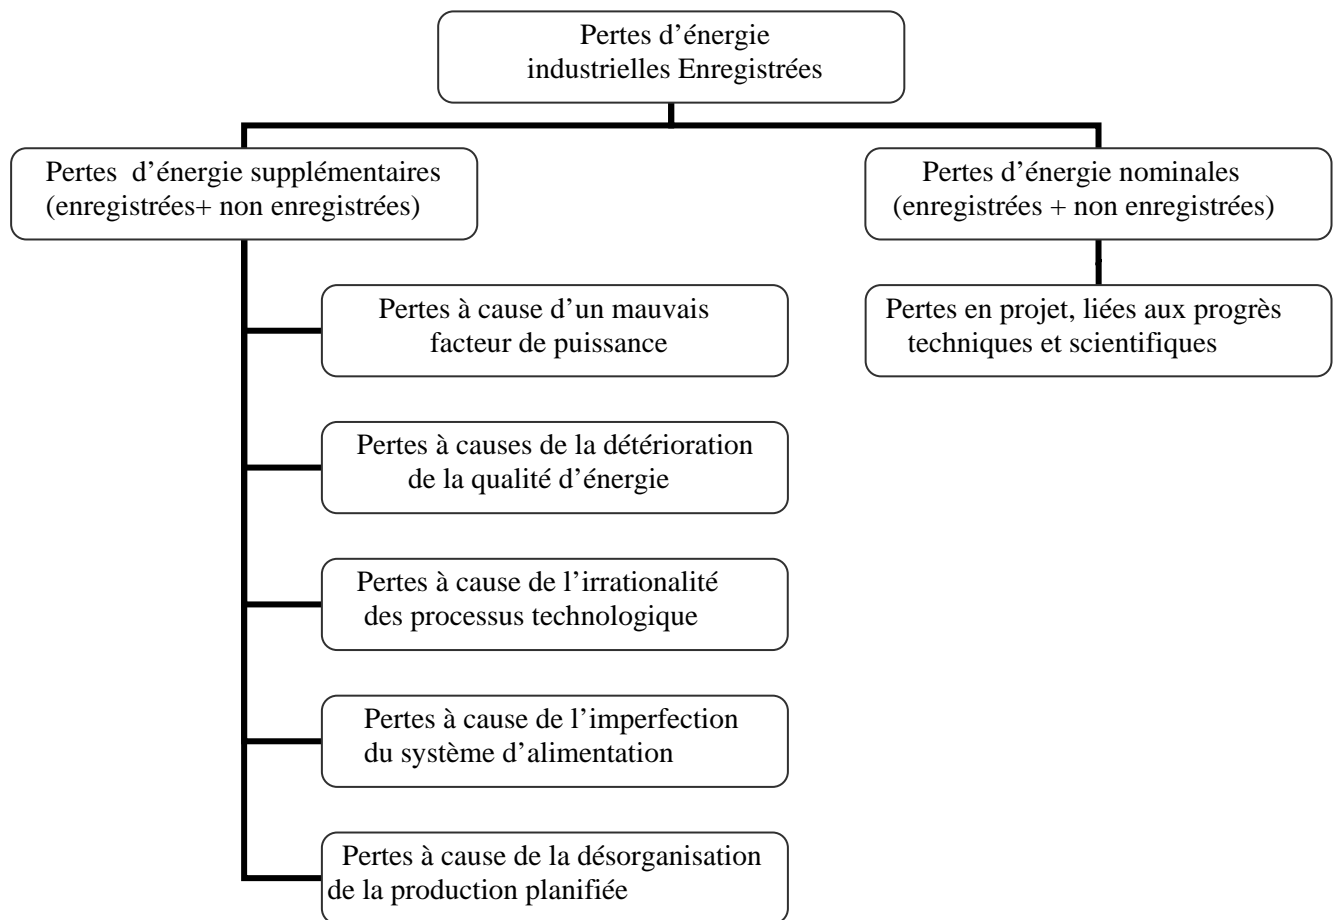 Pertes d’énergie
industrielles Enregistrées
Pertes d’énergie supplémentaires
(enregistrées+ non enregistrées)
Pertes d’énergie nominales
(enregistrées + non enregistrées)
Pertes à cause d’un mauvais
facteur de puissance
Pertes en projet, liées aux progrès
techniques et scientifiques
Pertes à causes de la détérioration
de la qualité d’énergie
Pertes à cause de l’irrationalité
des processus technologique
Pertes à cause de l’imperfection
du système d’alimentation
Pertes à cause de la désorganisation
de la production planifiée